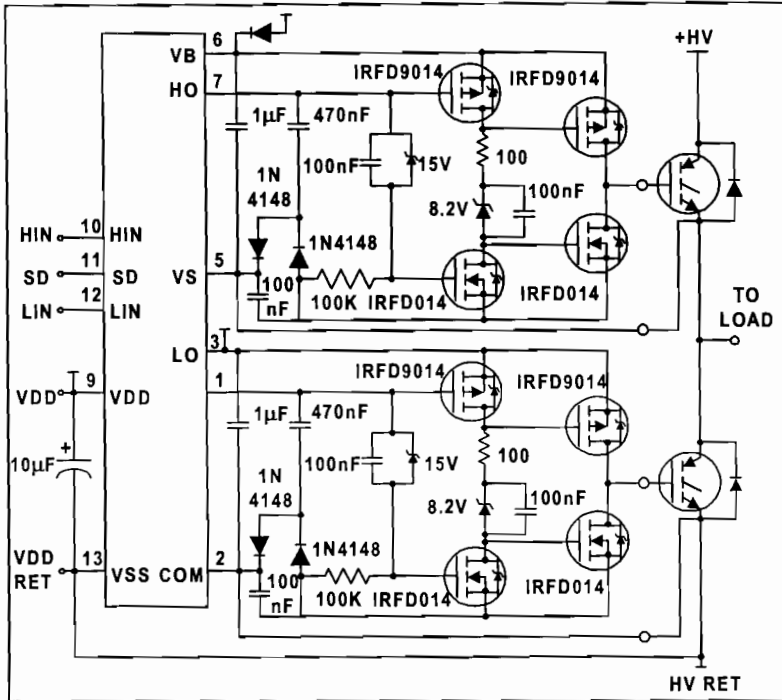 6
VB
+HV
7
IRFD9014
IRFD9014
HO
1μF
470nF
100
100nF
15V
1N
4148
100nF
8.2V
10
HIN
HIN
1N4148
11
5
SD
SD
VS
12
100
nF
100K
IRFD014
IRFD014
LIN
LIN
TO
LOAD
3
LO
IRFD9014
IRFD9014
9
1
VDD
VDD
1μF
470nF
100
10μF
+
100nF
15V
1N
4148
8.2V
100nF
1N4148
VDD
RET
13
2
VSS COM
100
nF
100K
IRFD014
IRFD014
HV RET